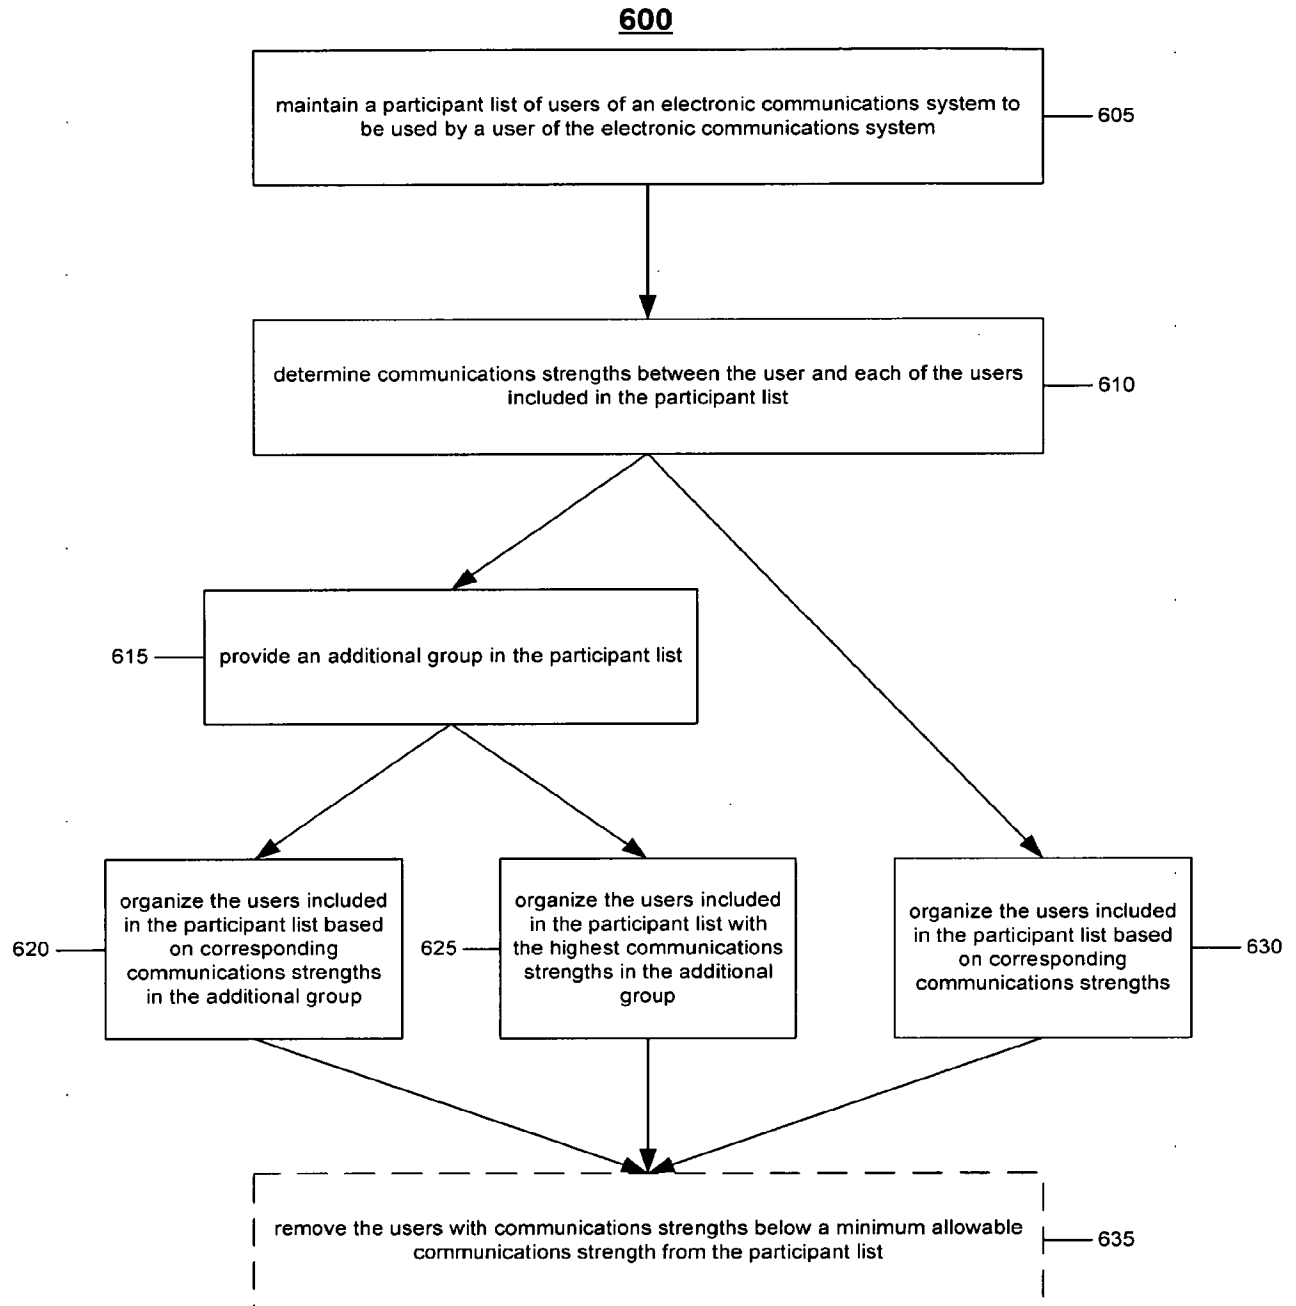 600
maintain a participant list of users of an electronic communications system to
be used by a user of the electronic communications system
605
determine communications strengths between the user and each of the users
included in the participant list
610
615
provide an additional group in the participant list
620
organize the users included
in the participant list based
on corresponding
communications strengths
in the additional group
625
organize the users included
in the participant list with
the highest communications
strengths in the additional
group
organize the users included
in the participant list based
on corresponding
communications strengths
630
remove the users with communications strengths below a minimum allowable
communications strength from the participant list
635